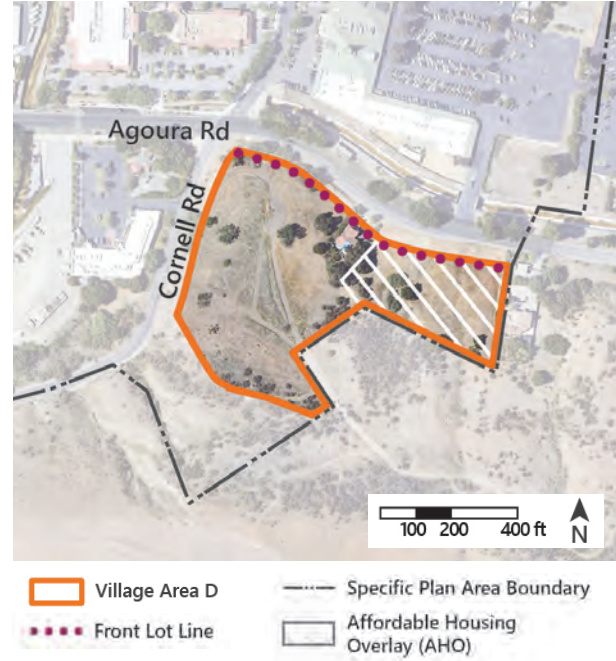 Agoura Rd
Cornell Rd
100 200 400 ft
N
Village Area D
Specific Plan Area Boundary
Front Lot Line
Affordable Housing
Overlay (AHO)